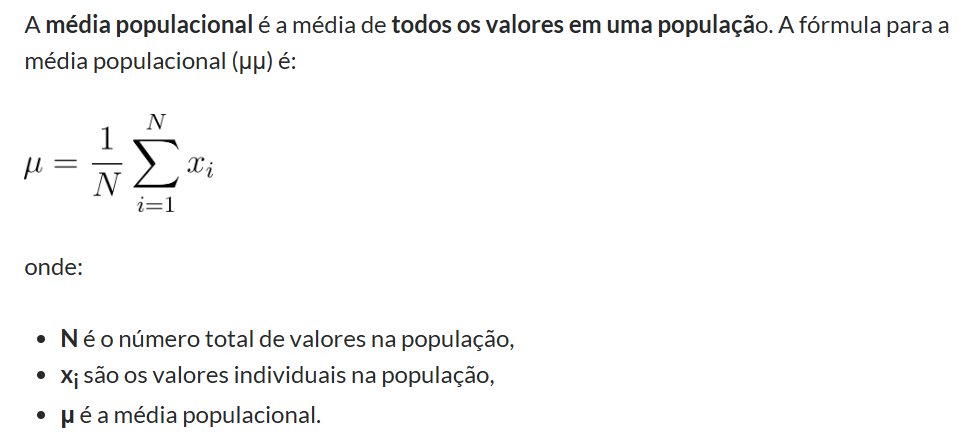 A média populacional é a média de todos os valores em uma população. A fórmula para a
média populacional (μμ) é:
μ = \frac{1}{N} \sum_{i=1}^{N} x_i
onde:
• N é o número total de valores na população,
• x_i são os valores individuais na população,
• μ é a média populacional.